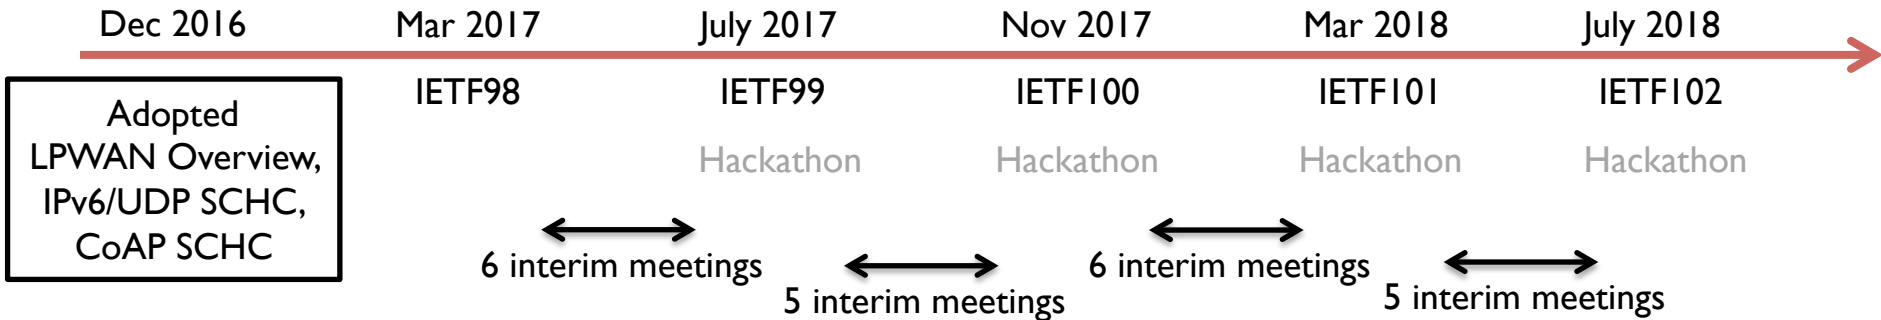 Dec 2016 Mar 2017 July 2017 Nov 2017 Mar 2018 July 2018
IETF98 IETF99 IETF100 IETF101 IETF102
Adopted
LPWAN Overview,
IPv6/UDP SCHC,
CoAP SCHC
Hackathon Hackathon Hackathon Hackathon
6 interim meetings 6 interim meetings
5 interim meetings 5 interim meetings